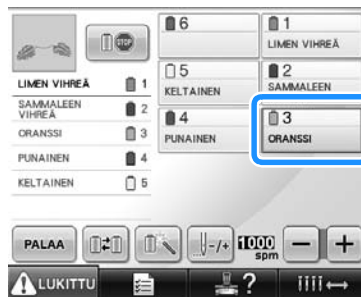 6
1
LIMEN VIHREÄ
LIMEN VIHREÄ 1
5
KELTAINEN
2
SAMMALEEN
SAMMALEEN
VIHREÄ 2
ORANSSI 3
4
PUNAINEN
3
ORANSSI
PUNAINEN 4
KELTAINEN 5
PALAA
-/+
1000
spm
-
+
LUKITTU
?